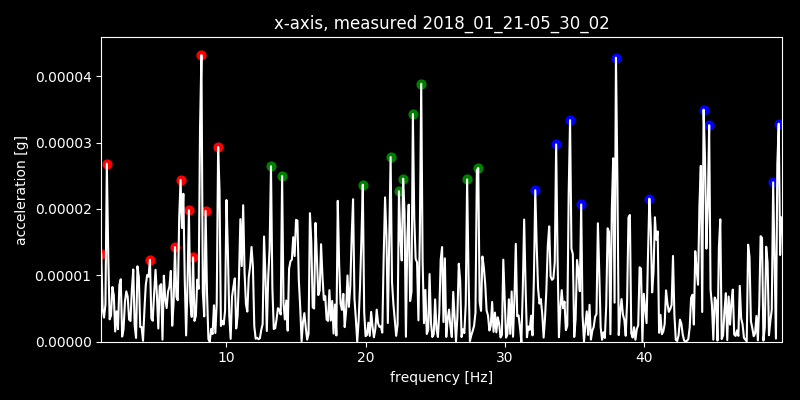 x-axis, measured 2018_01_21-05_30_02
0.00004
0.00003
0.00002
0.00001
0.00000
acceleration [g]
10 20 30 40
frequency [Hz]